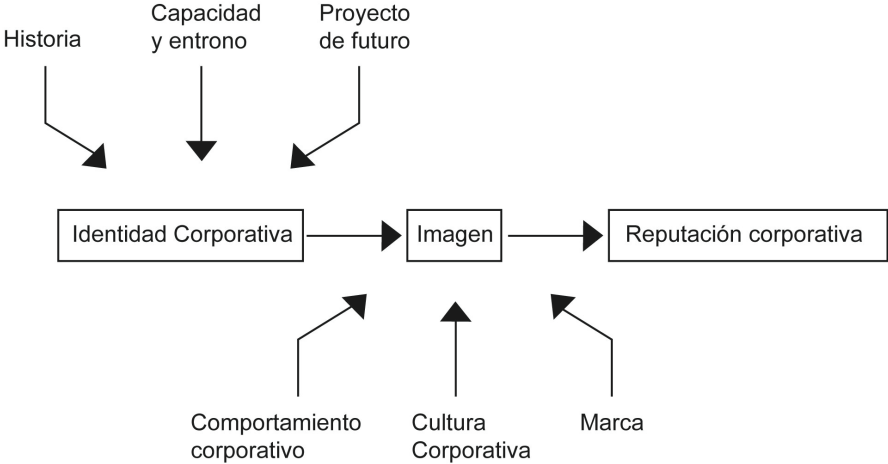 Historia
Capacidad
y entrono
Proyecto
de futuro
Identidad Corporativa
Imagen
Reputación corporativa
Comportamiento
corporativo
Cultura
Corporativa
Marca